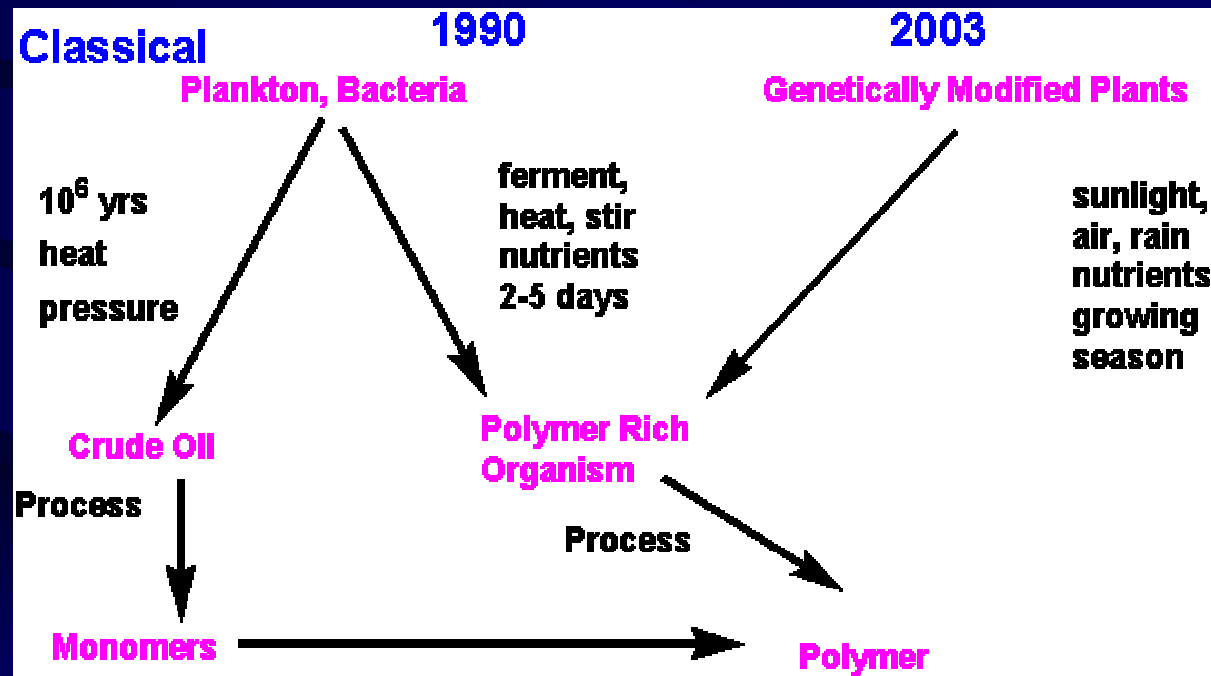 Classical
1990
2003
Plankton, Bacteria
Genetically Modified Plants
10⁶ yrs
heat
pressure
ferment,
heat, stir
nutrients
2-5 days
sunlight,
air, rain
nutrients
growing
season
Crude Oil
Polymer Rich
Organism
Process
Process
Monomers
Polymer